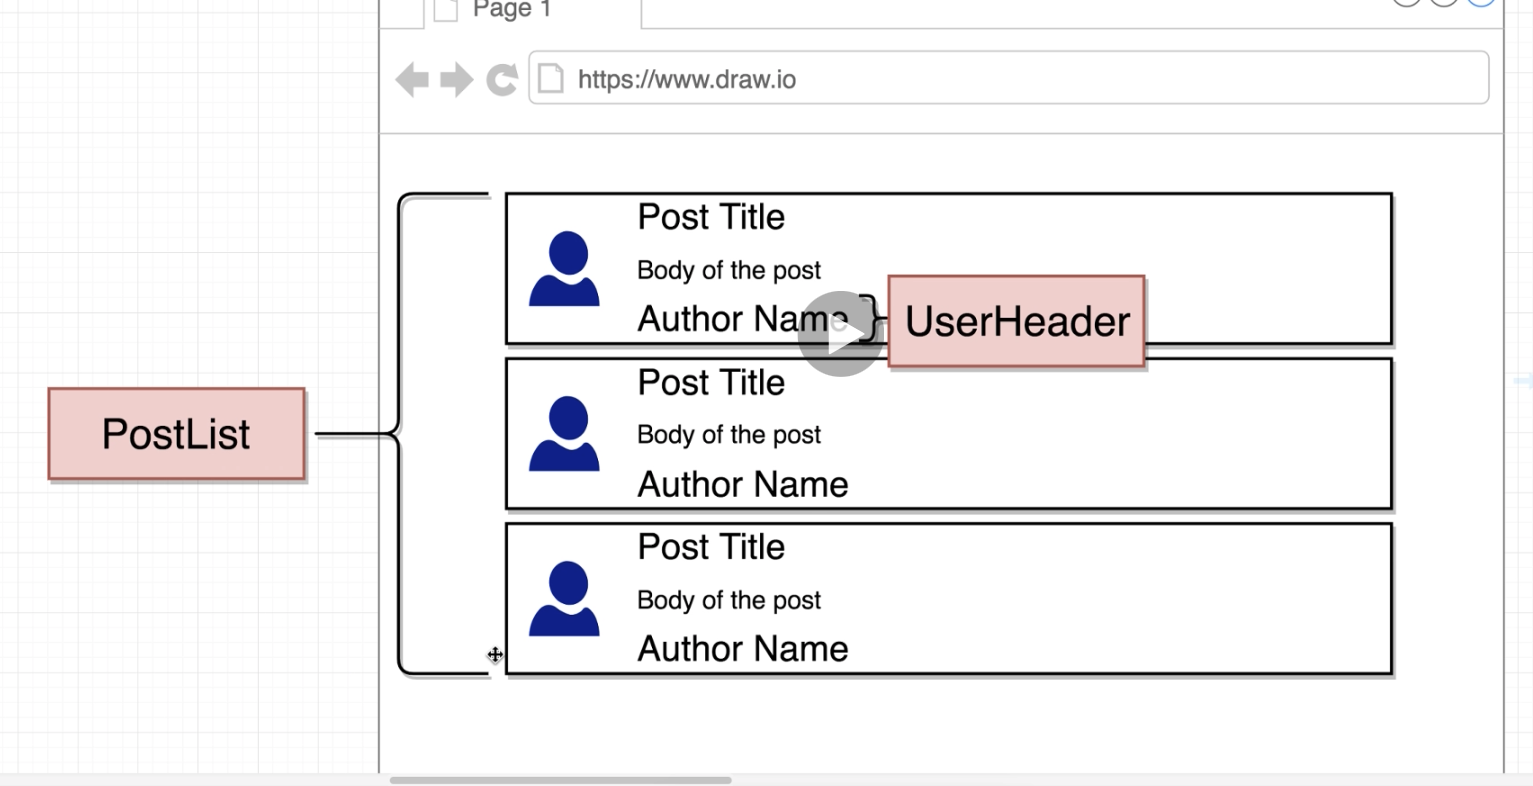 Page 1
https://www.draw.io
Post Title
Body of the post
Author Name
UserHeader
Post Title
Body of the post
Author Name
PostList
Post Title
Body of the post
Author Name